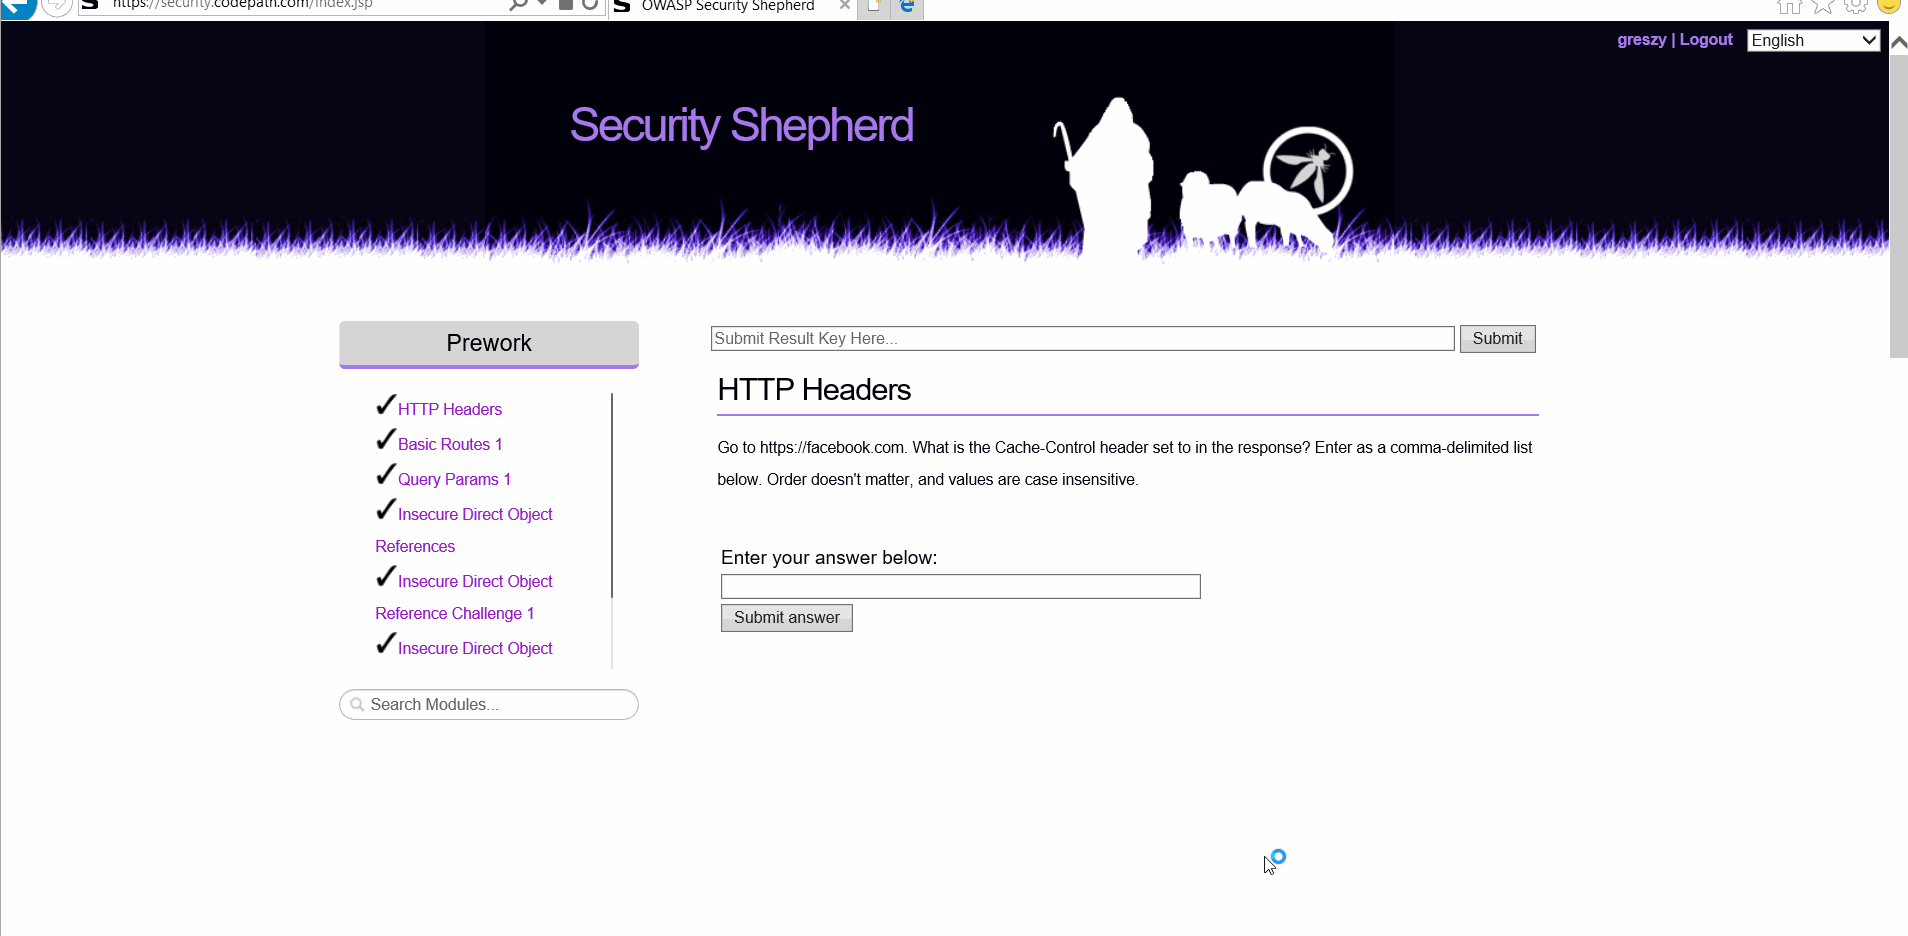 https://security.codepath.com/index.jsp
OWASP Security Shepherd
greszy | Logout
English
Security Shepherd
Prework
Submit Result Key Here...
Submit
HTTP Headers
HTTP Headers
Basic Routes 1
Query Params 1
Insecure Direct Object
References
Insecure Direct Object
Reference Challenge 1
Insecure Direct Object
Search Modules...
Go to https://facebook.com. What is the Cache-Control header set to in the response? Enter as a comma-delimited list
below. Order doesn't matter, and values are case insensitive.
Enter your answer below:
Submit answer